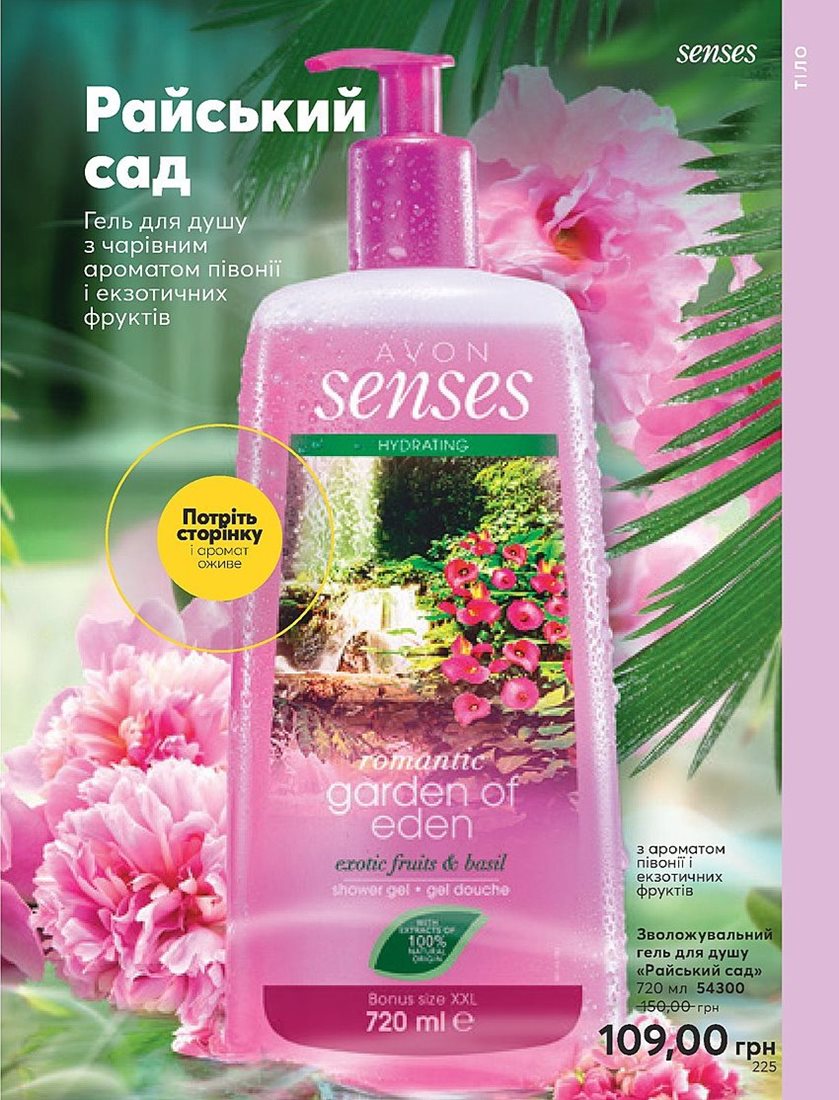 senses
ТІЛО
Райський
сад
Гель для душу
з чарівним
ароматом півонії
і екзотичних
фруктів
AVON
senses
HYDRATING
Потріть
сторінку
і аромат
оживе
romantic
garden of
eden
exotic fruits & basil
shower gel • gel douche
WITH
EXTRACTS OF
100%
NATURAL
ORIGIN
Bonus size XXL
720 ml e
з ароматом
півонії і
екзотичних
фруктів
Зволожувальний
гель для душу
«Райський сад»
720 мл 54300
150,00 грн
109,00 грн
225